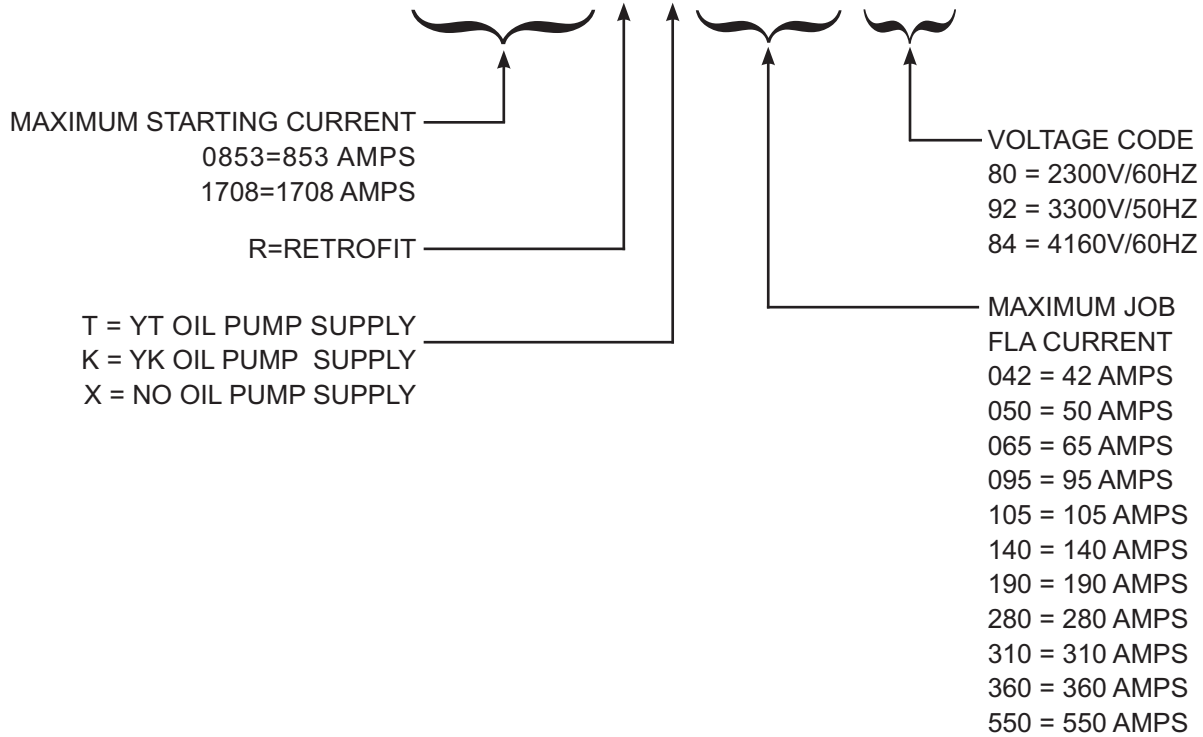 MAXIMUM STARTING CURRENT
0853=853 AMPS
1708=1708 AMPS
R=RETROFIT
T = YT OIL PUMP SUPPLY
K = YK OIL PUMP SUPPLY
X = NO OIL PUMP SUPPLY
VOLTAGE CODE
80 = 2300V/60HZ
92 = 3300V/50HZ
84 = 4160V/60HZ
MAXIMUM JOB
FLA CURRENT
042 = 42 AMPS
050 = 50 AMPS
065 = 65 AMPS
095 = 95 AMPS
105 = 105 AMPS
140 = 140 AMPS
190 = 190 AMPS
280 = 280 AMPS
310 = 310 AMPS
360 = 360 AMPS
550 = 550 AMPS